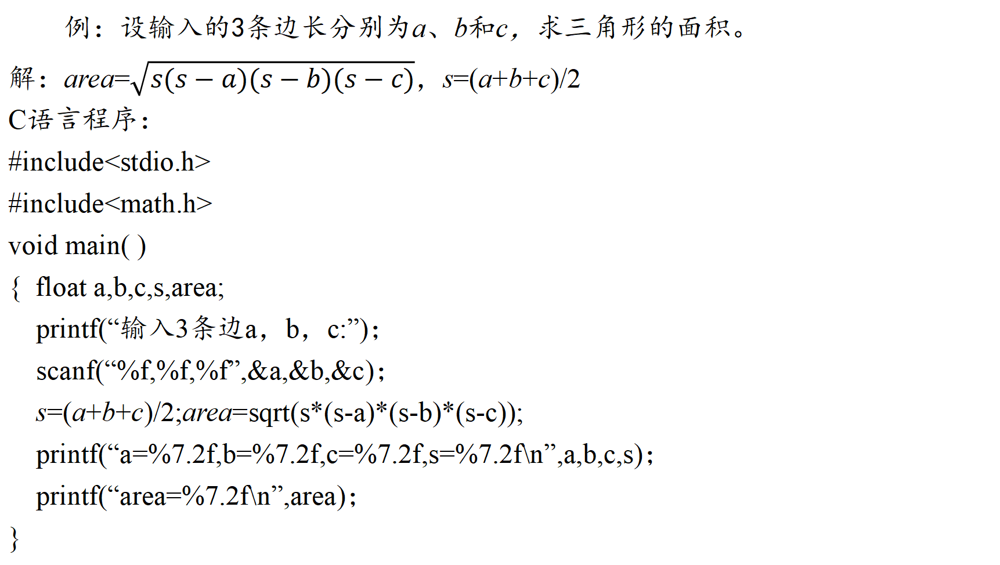 例：设输入的3条边长分别为a、b和c，求三角形的面积。
解：area=√s(s − a)(s − b)(s − c)，s=(a+b+c)/2
C语言程序：
#include<stdio.h>
#include<math.h>
void main( )
{ float a,b,c,s,area;
printf(“输入3条边a，b，c:”)；
scanf(“%f,%f,%f”,&a,&b,&c)；
s=(a+b+c)/2;area=sqrt(s*(s-a)*(s-b)*(s-c));
printf(“a=%7.2f,b=%7.2f,c=%7.2f,s=%7.2f\n”,a,b,c,s)；
printf(“area=%7.2f\n”,area)；
}